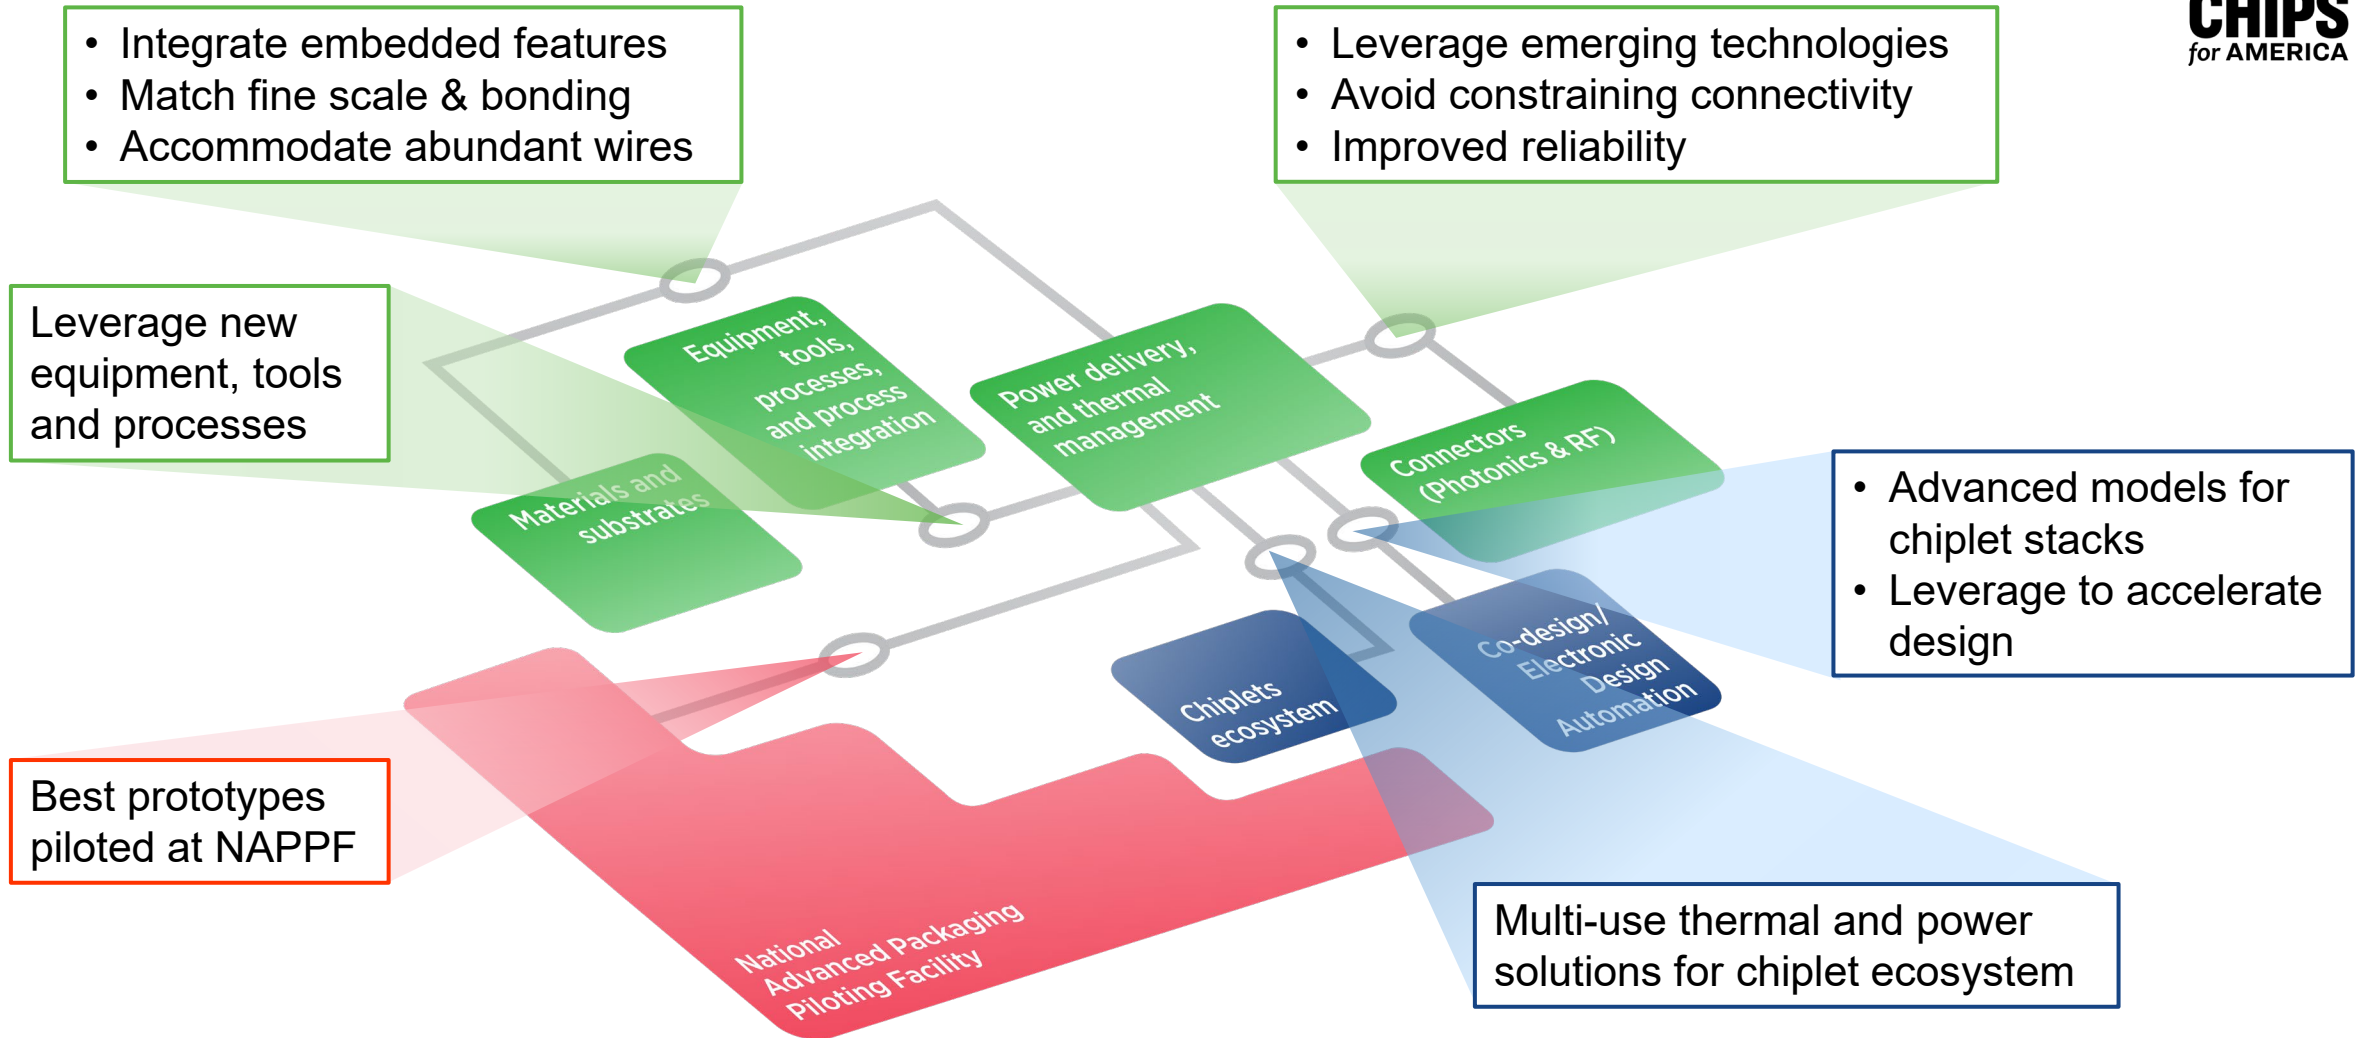 • Integrate embedded features
• Match fine scale & bonding
• Accommodate abundant wires
• Leverage emerging technologies
• Avoid constraining connectivity
• Improved reliability
CHIPS
for AMERICA
Leverage new
equipment, tools
and processes
Equipment,
tools,
processes,
and process
integration
Power delivery,
and thermal
management
Connectors
(Photonics & RF)
Materials and
substrates
• Advanced models for
chiplet stacks
• Leverage to accelerate
design
Chiplets
ecosystem
Co-design/
Electronic
Design
Automation
Best prototypes
piloted at NAPPF
National
Advanced Packaging
Piloting Facility
Multi-use thermal and power
solutions for chiplet ecosystem